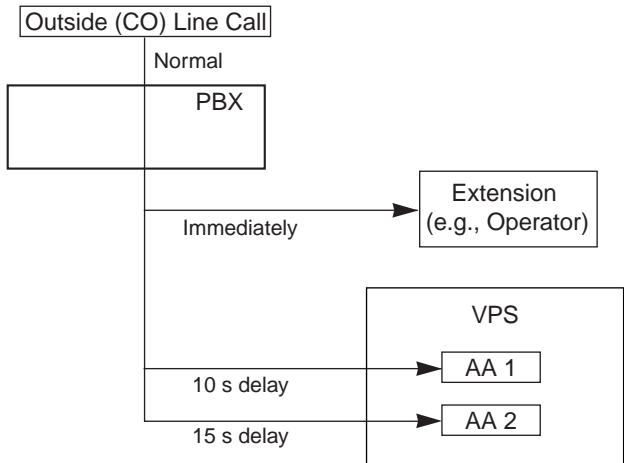 Outside (CO) Line Call
Normal
PBX
Extension
(e.g., Operator)
Immediately
VPS
AA 1
10 s delay
AA 2
15 s delay